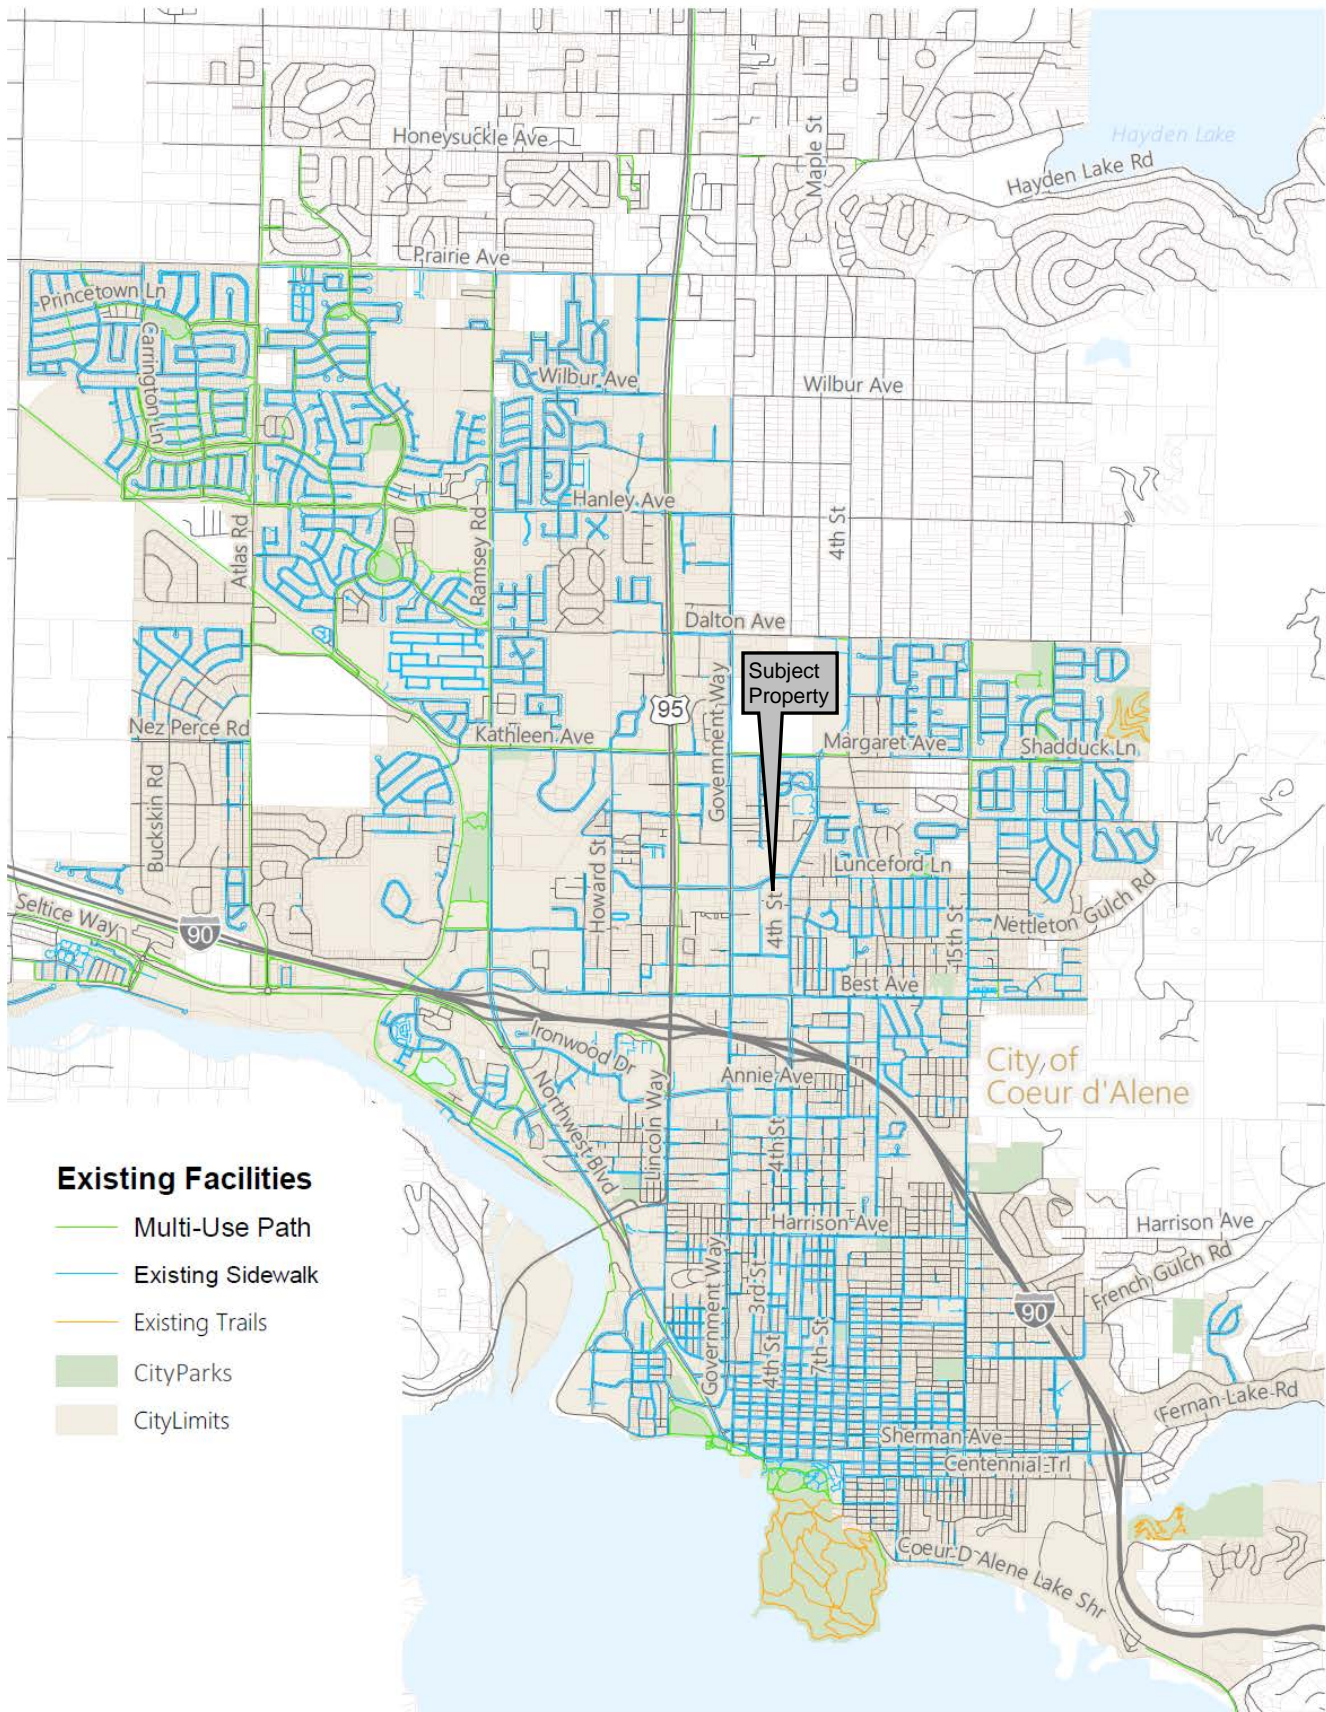 Honeysuckle Ave
Maple St
Hayden Lake
Hayden Lake Rd
Prairie Ave
Princetown Ln
Carrington Ln
Wilbur Ave
Wilbur Ave
Hanley Ave
Atlas Rd
Ramsey Rd
4th St
Dalton Ave
Subject
Property
Government Way
95
Nez Perce Rd
Kathleen Ave
Margaret Ave
Shadduck Ln
Buckskin Rd
Howard St
Lunceford Ln
4th St
15th St
Nettleton Gulch Rd
Seltice Way
90
Best Ave
Ironwood Dr
Annie Ave
City of
Coeur d'Alene
Northwest Blvd
Lincoln Way
4th St
Existing Facilities
Multi-Use Path
Existing Sidewalk
Existing Trails
CityParks
CityLimits
Harrison Ave
Harrison Ave
French Gulch Rd
Government Way
3rd St
4th St
7th St
90
Fernan Lake Rd
Sherman Ave
Centennial Trl
Coeur D Alene Lake Shr